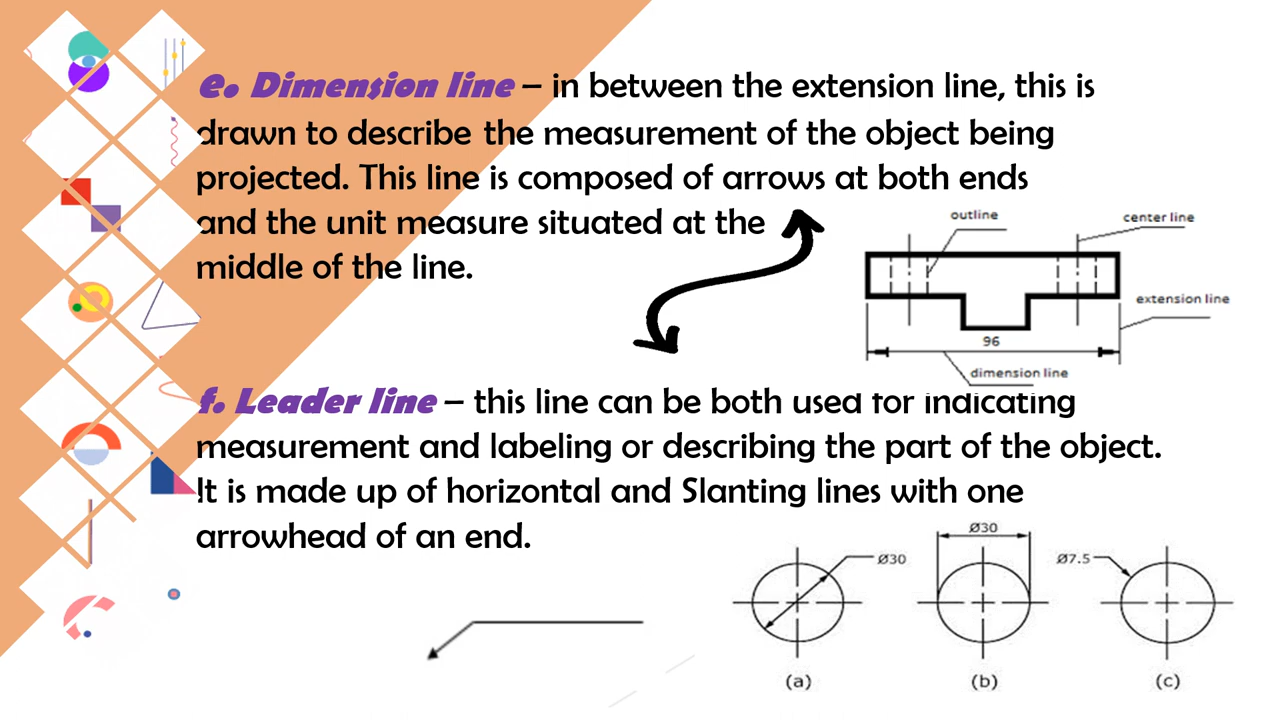 e. Dimension line – in between the extension line, this is
drawn to describe the measurement of the object being
projected. This line is composed of arrows at both ends
and the unit measure situated at the
middle of the line.
outline
center line
extension line
96
dimension line
f. Leader line – this line can be both used for indicating
measurement and labeling or describing the part of the object.
It is made up of horizontal and Slanting lines with one
arrowhead of an end.
Ø30
Ø30
Ø7.5
(a)
(b)
(c)